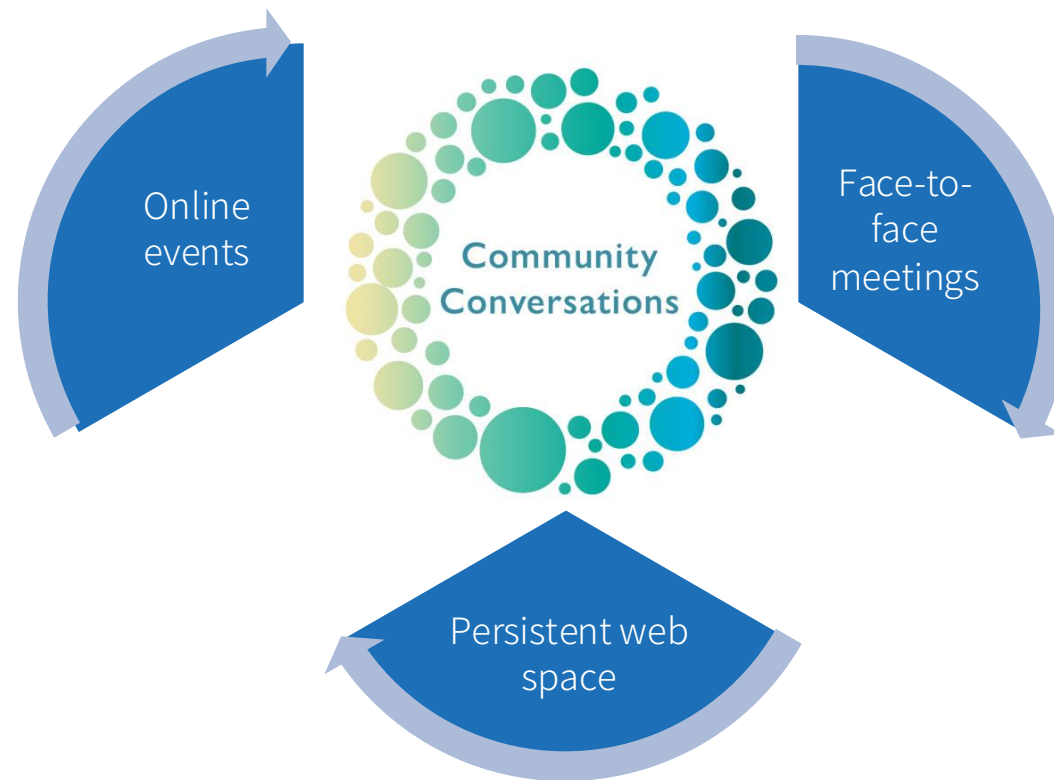 Online
events
Community
Conversations
Face-to-
face
meetings
Persistent web
space